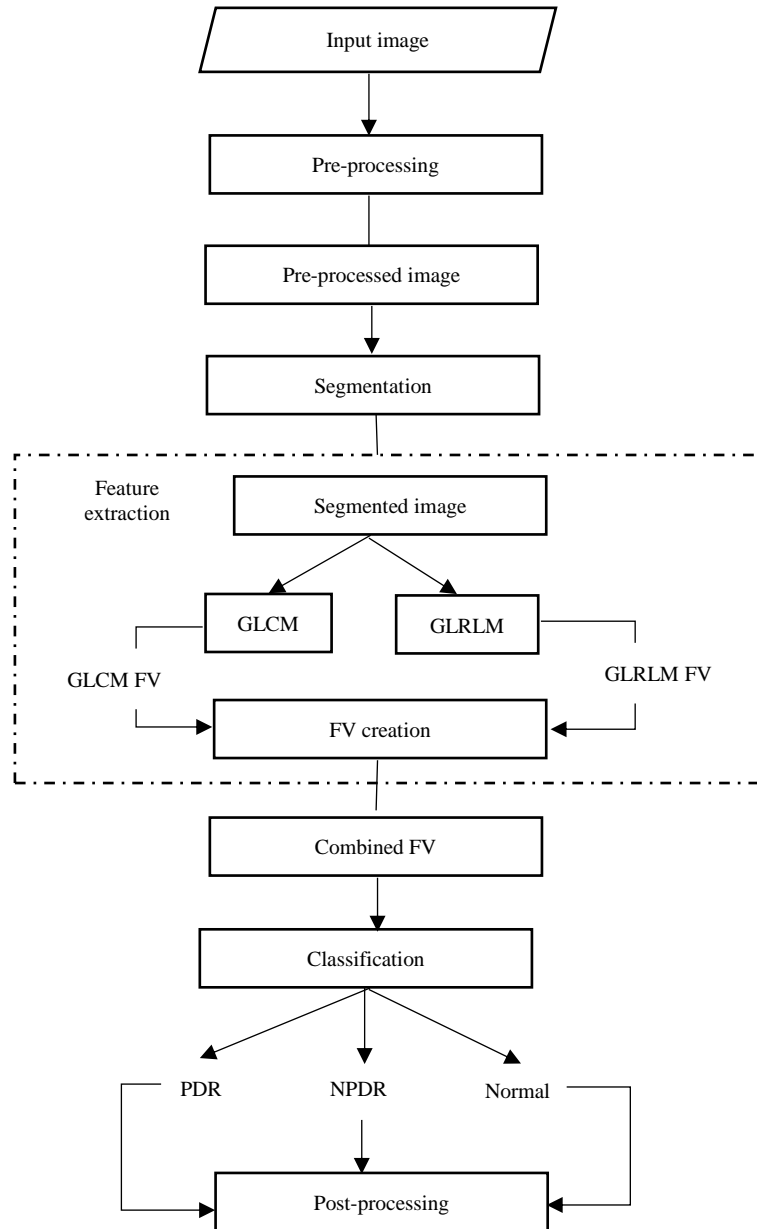 Input image
Pre-processing
Pre-processed image
Segmentation
Feature
extraction
Segmented image
GLCM
GLRLM
GLCM FV
GLRLM FV
FV creation
Combined FV
Classification
PDR
NPDR
Normal
Post-processing